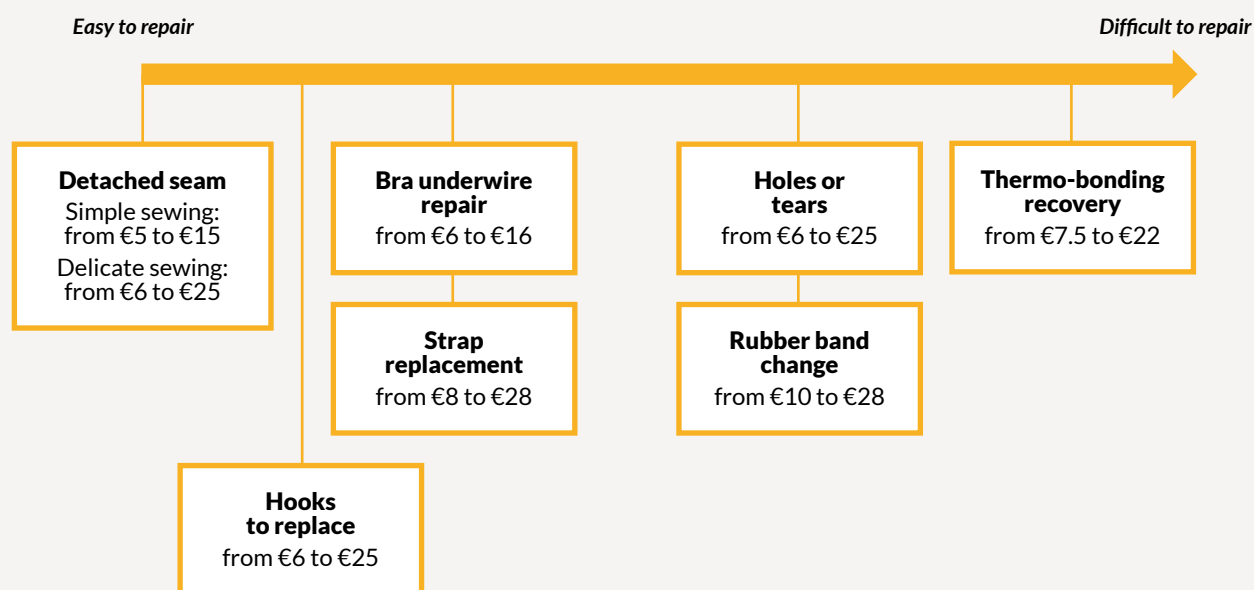 Easy to repair
Difficult to repair
Detached seam
Simple sewing:
from €5 to €15
Delicate sewing:
from €6 to €25
Hooks
to replace
from €6 to €25
Bra underwire
repair
from €6 to €16
Strap
replacement
from €8 to €28
Holes or
tears
from €6 to €25
Rubber band
change
from €10 to €28
Thermo-bonding
recovery
from €7.5 to €22